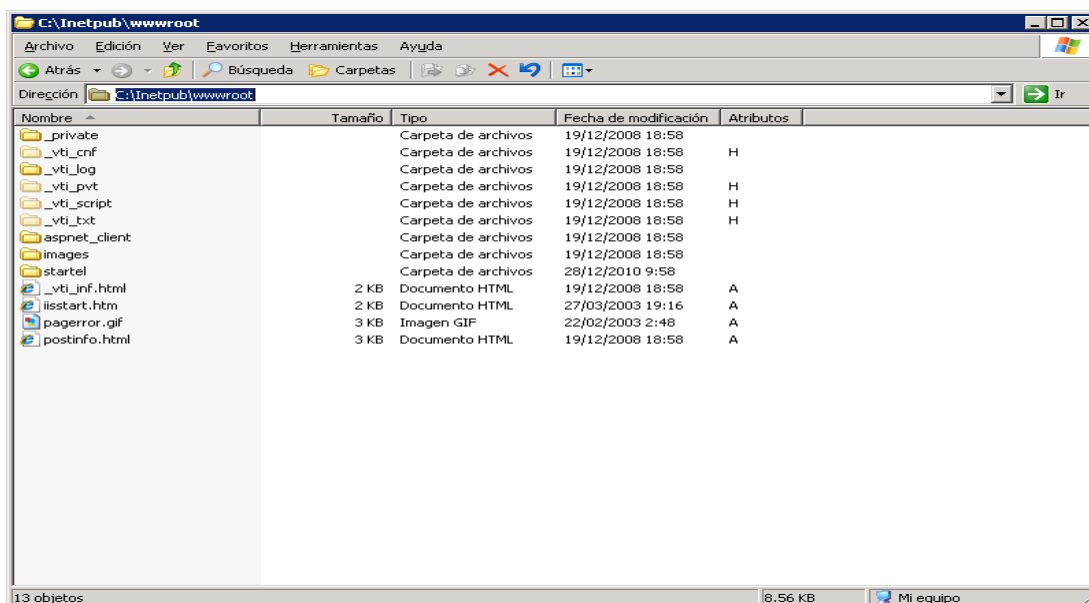 C:\Inetpub\wwwroot
Archivo Edición Ver Favoritos Herramientas Ayuda
Atrás Búsqueda Carpetas
Dirección C:\Inetpub\wwwroot Ir
Nombre Tamaño Tipo Fecha de modificación Atributos
_private Carpeta de archivos 19/12/2008 18:58
_vti_cnf Carpeta de archivos 19/12/2008 18:58 H
_vti_log Carpeta de archivos 19/12/2008 18:58
_vti_pvt Carpeta de archivos 19/12/2008 18:58 H
_vti_script Carpeta de archivos 19/12/2008 18:58 H
_vti_txt Carpeta de archivos 19/12/2008 18:58 H
aspnet_client Carpeta de archivos 19/12/2008 18:58
images Carpeta de archivos 19/12/2008 18:58
startel Carpeta de archivos 28/12/2010 9:58
_vti_inf.html 2 KB Documento HTML 19/12/2008 18:58 A
iisstart.htm 2 KB Documento HTML 27/03/2003 19:16 A
pagerror.gif 3 KB Imagen GIF 22/02/2003 2:48 A
postinfo.html 3 KB Documento HTML 19/12/2008 18:58 A
13 objetos 8.56 KB Mi equipo